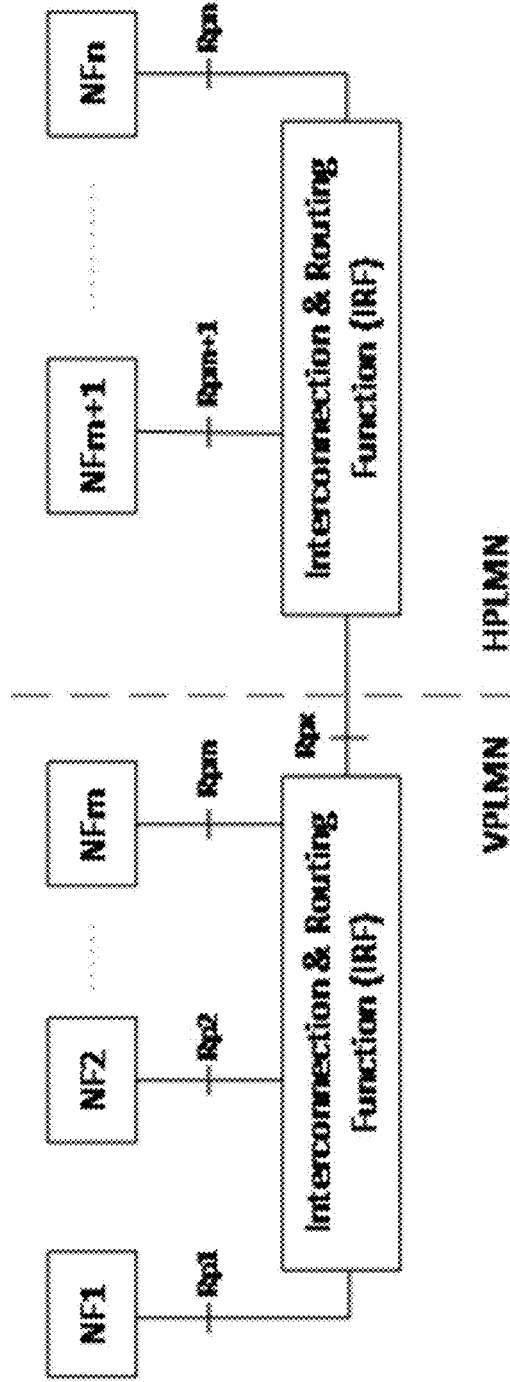 NF1
NF2
NFm
NFm+1
NFn
Rp1
Rp2
Rpm
Rpm+1
Rpn
Interconnection & Routing
Function (IRF)
Rpx
Interconnection & Routing
Function (IRF)
VPLMN
HPLMN